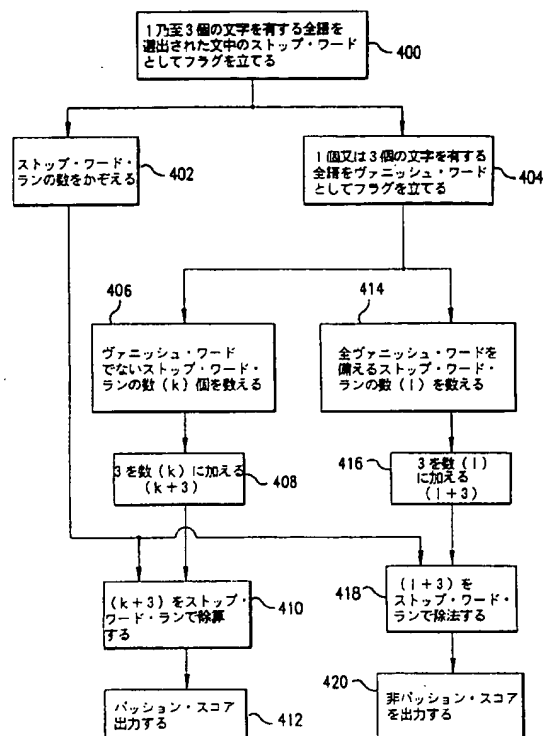 1乃至3個の文字を有する全語を
選出された文中のストップ・ワード
としてフラグを立てる
400
ストップ・ワード・
ランの数をかぞえる
402
1個又は3個の文字を有する
全語をヴァニッシュ・ワード
としてフラグを立てる
404
406
ヴァニッシュ・ワード
でないストップ・ワード・
ランの数(k)個を数える
414
全ヴァニッシュ・ワードを
備えるストップ・ワード・
ランの数(l)を数える
3を数(k)に加える
(k+3)
408
416
3を数(l)
に加える
(l+3)
(k+3)をストップ・
ワード・ランで除算
する
410
418
(l+3)を
ストップ・ワード・
ランで除法する
パッション・スコア
出力する
412
420
非パッション・スコア
を出力する